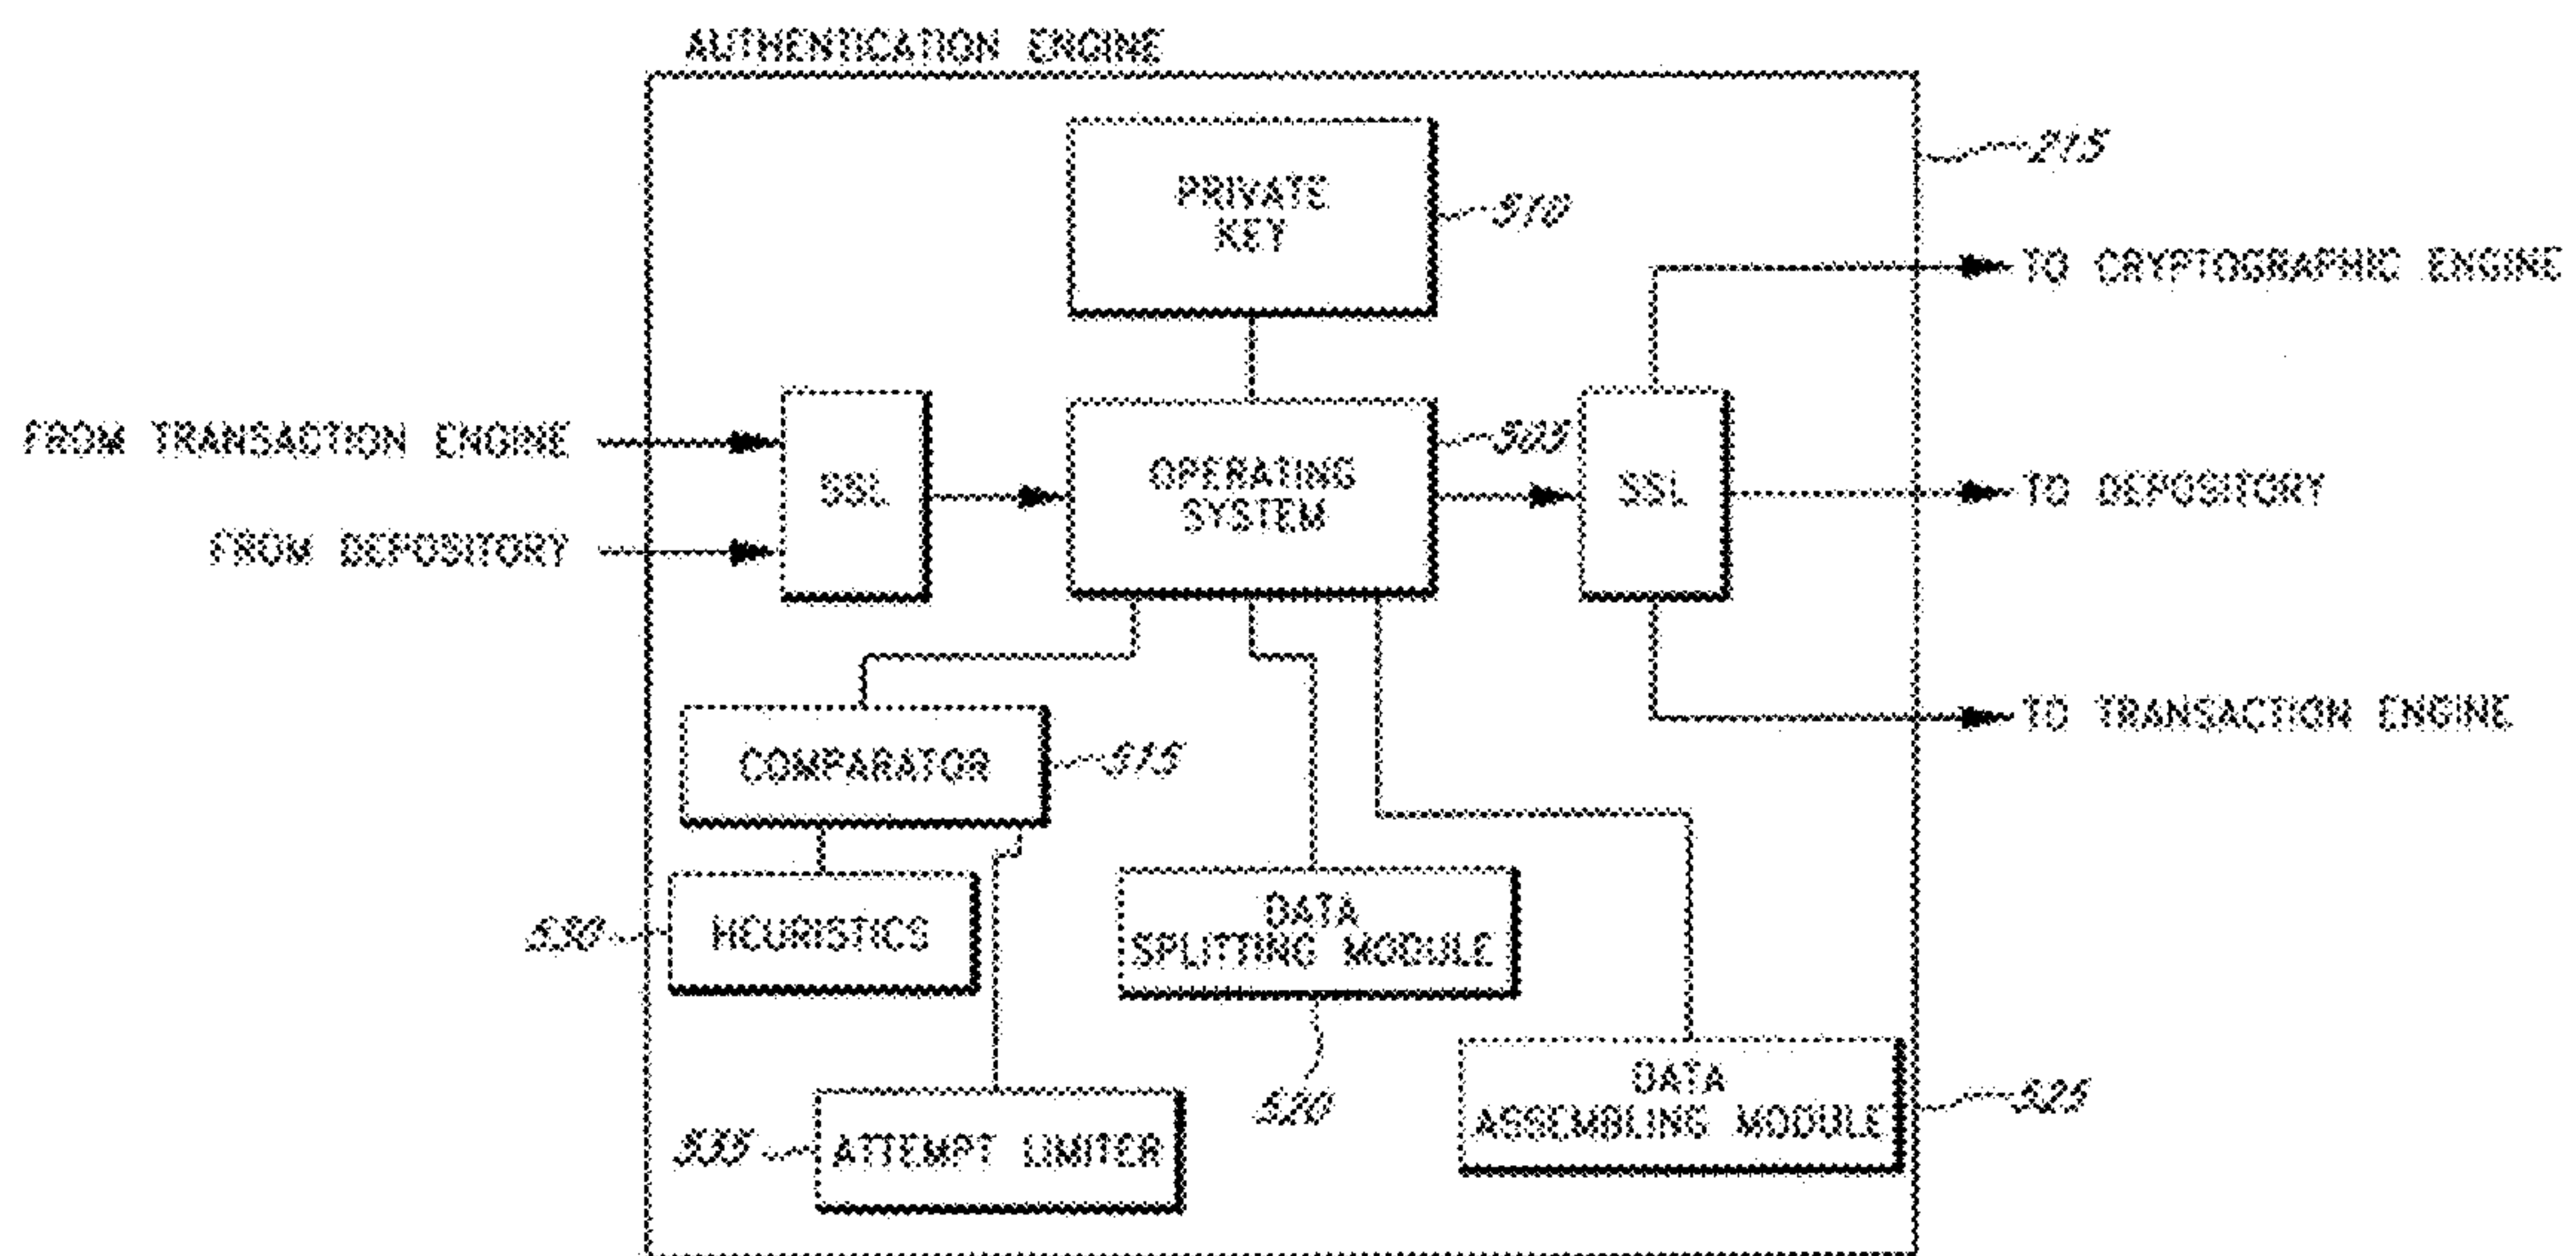 AUTHENTICATION ENGINE
215
PRIVATE
KEY
510
TO CRYPTOGRAPHIC ENGINE
FROM TRANSACTION ENGINE
505
SSL
OPERATING
SYSTEM
SSL
TO DEPOSITORY
FROM DEPOSITORY
TO TRANSACTION ENGINE
COMPARATOR
515
530
HEURISTICS
DATA
SPLITTING MODULE
520
DATA
ASSEMBLING MODULE
525
535
ATTEMPT LIMITER